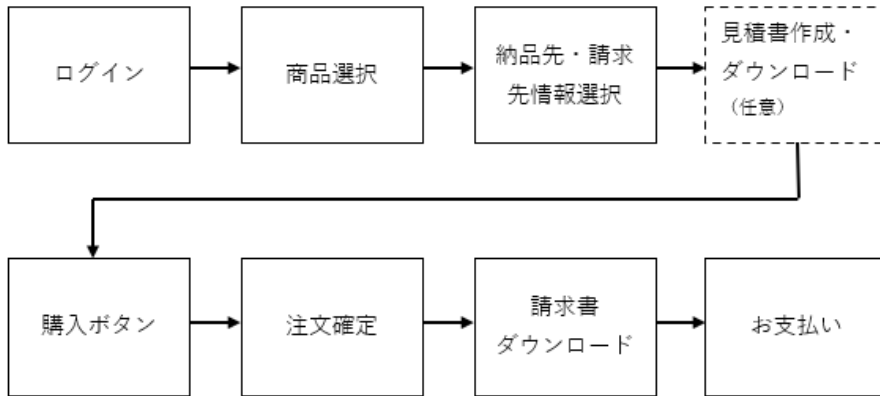 ログイン
商品選択
納品先・請求
先情報選択
見積書作成・
ダウンロード
（任意）
購入ボタン
注文確定
請求書
ダウンロード
お支払い